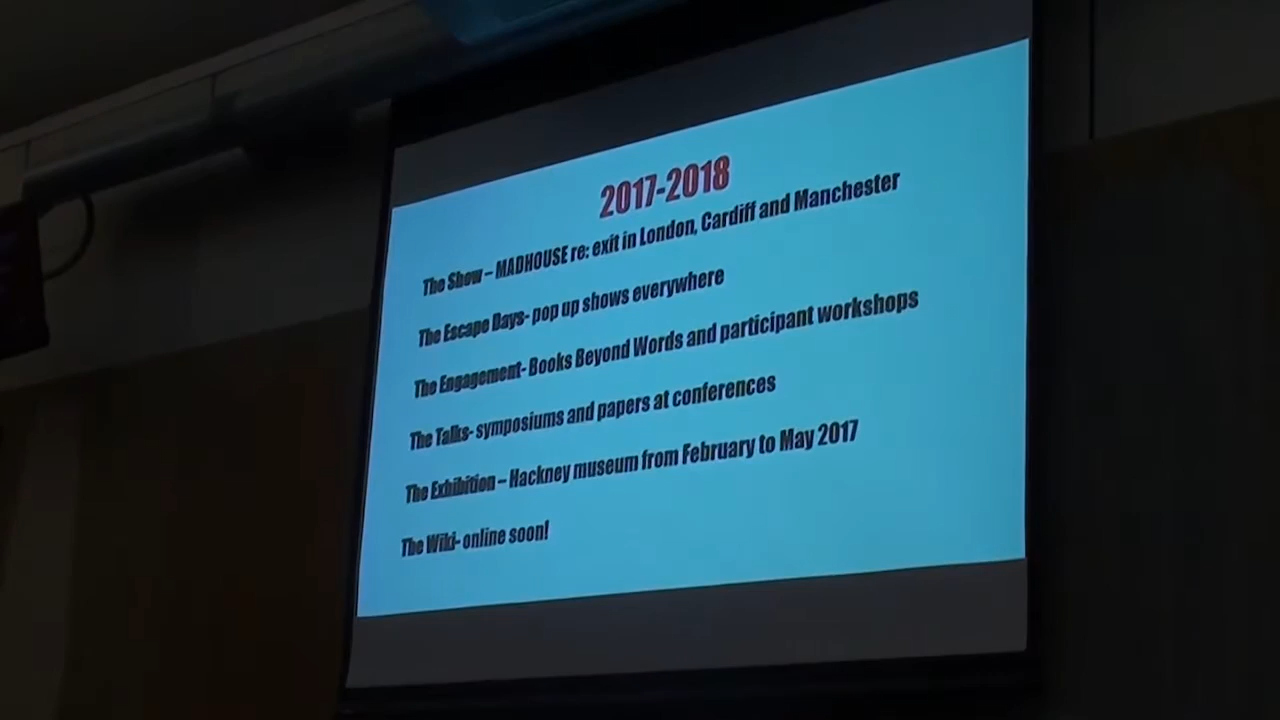 2017-2018
The Show – MADHOUSE re: exit in London, Cardiff and Manchester
The Escape Days- pop up shows everywhere
The Engagement- Books Beyond Words and participant workshops
The Talks- symposiums and papers at conferences
The Exhibition – Hackney museum from February to May 2017
The Wiki- online soon!